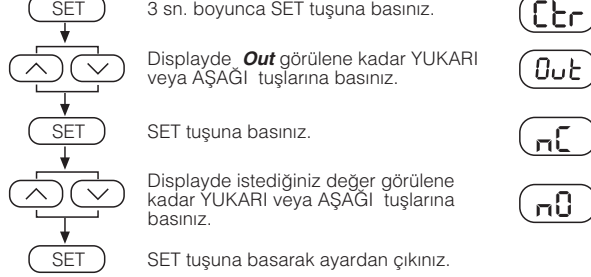 SET 3 sn. boyunca SET tuşuna basınız. Ctr
Displayde Out görülene kadar YUKARI
veya AŞAĞI tuşlarına basınız. Out
SET SET tuşuna basınız. nC
Displayde istediğiniz değer görülene
kadar YUKARI veya AŞAĞI tuşlarına
basınız. nO
SET SET tuşuna basarak ayardan çıkınız.